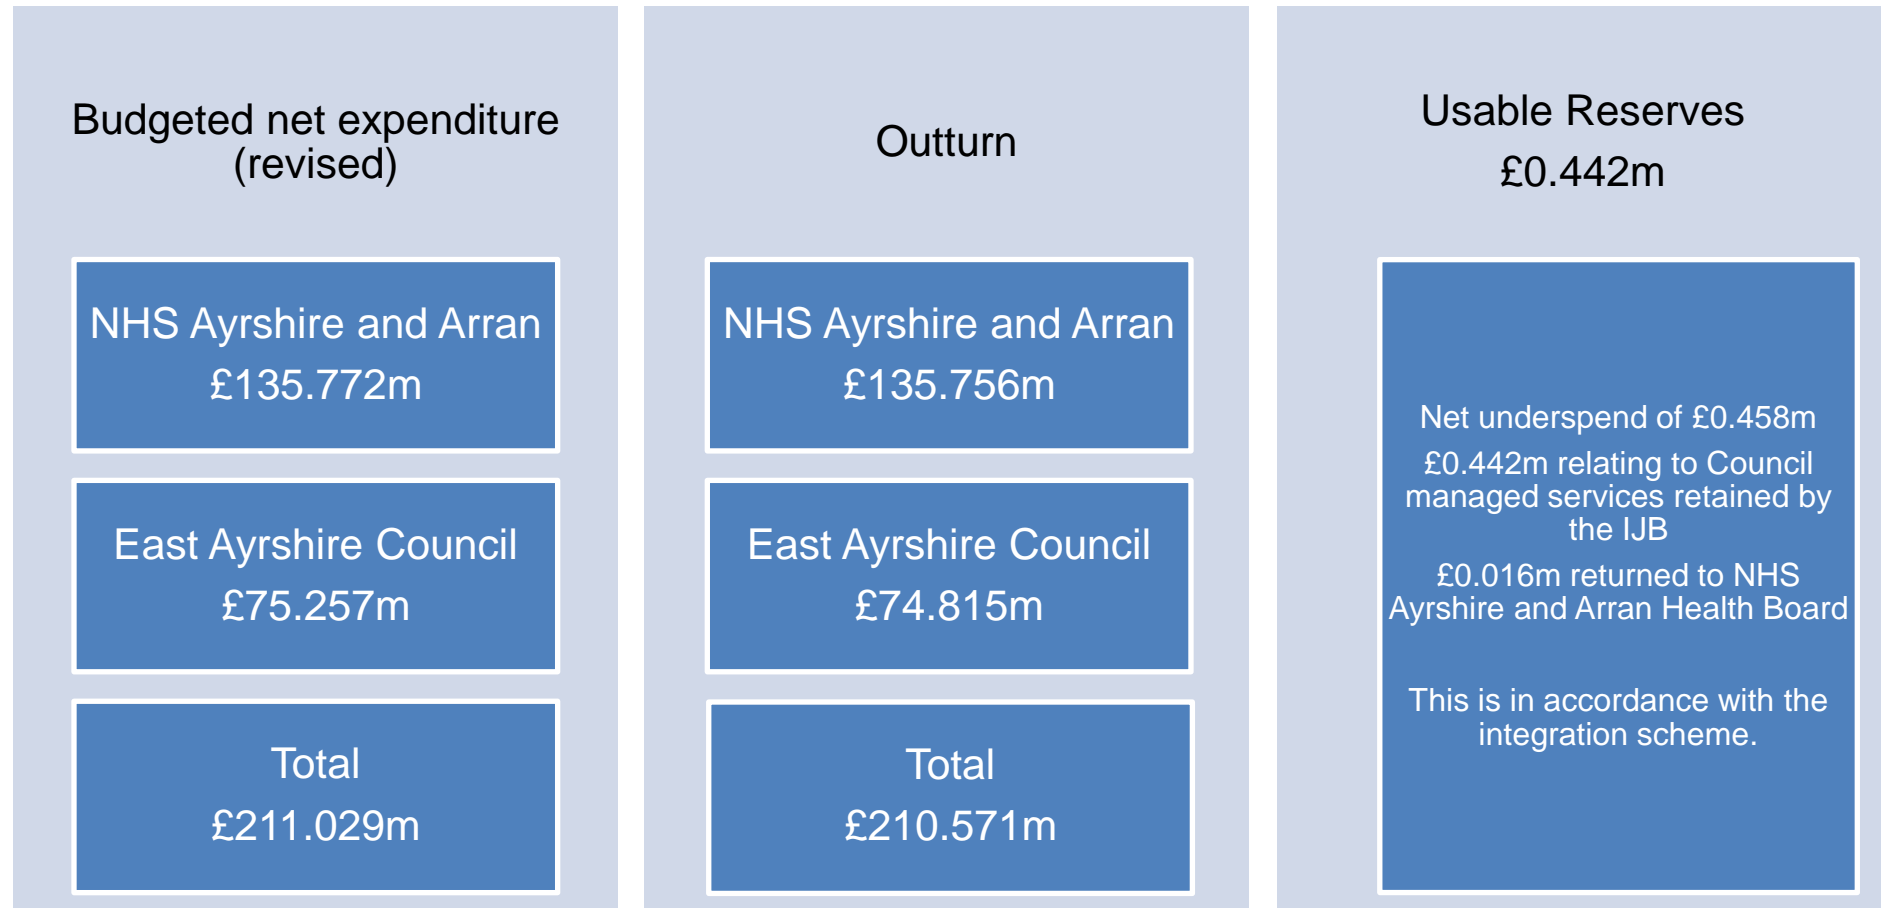 Budgeted net expenditure
(revised)
NHS Ayrshire and Arran
£135.772m
East Ayrshire Council
£75.257m
Total
£211.029m
Outturn
NHS Ayrshire and Arran
£135.756m
East Ayrshire Council
£74.815m
Total
£210.571m
Usable Reserves
£0.442m
Net underspend of £0.458m
£0.442m relating to Council
managed services retained by
the IJB
£0.016m returned to NHS
Ayrshire and Arran Health Board
This is in accordance with the
integration scheme.